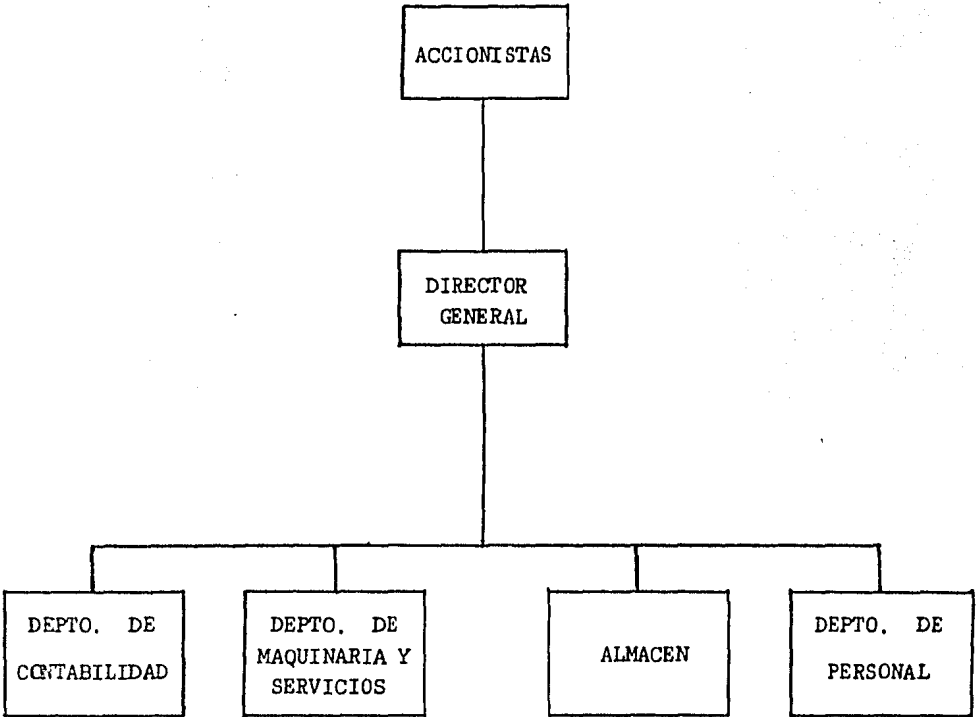 ACCIONISTAS
DIRECTOR
GENERAL
DEPTO. DE
CONTABILIDAD
DEPTO. DE
MAQUINARIA Y
SERVICIOS
ALMACEN
DEPTO. DE
PERSONAL